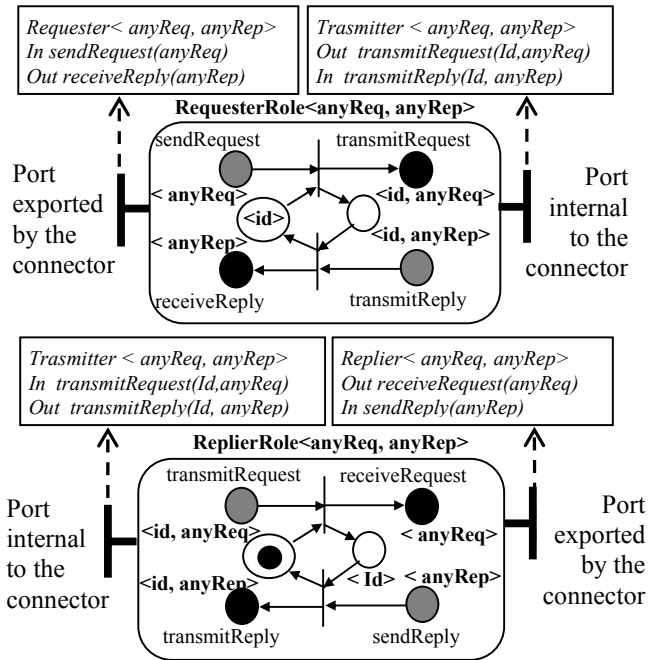 Requester< anyReq, anyRep>
In sendRequest(anyReq)
Out receiveReply(anyRep)
Trasmitter < anyReq, anyRep>
Out transmitRequest(Id,anyReq)
In transmitReply(Id, anyRep)
RequesterRole<anyReq, anyRep>
sendRequest
transmitRequest
Port
exported
by the
connector
< anyReq>
<id>
<id, anyReq>
< anyRep>
<id, anyRep>
receiveReply
transmitReply
Port
internal
to the
connector
Trasmitter < anyReq, anyRep>
In transmitRequest(Id,anyReq)
Out transmitReply(Id, anyRep)
Replier< anyReq, anyRep>
Out receiveRequest(anyReq)
In sendReply(anyRep)
ReplierRole<anyReq, anyRep>
transmitRequest
receiveRequest
Port
internal
to the
connector
<id, anyReq>
< anyReq>
<id, anyRep>
< Id>
< anyRep>
transmitReply
sendReply
Port
exported
by the
connector